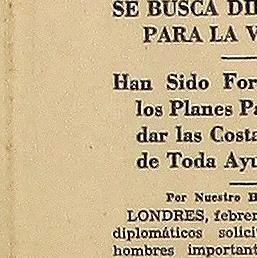 SE BUSCA DI
PARA LA V
Han Sido For
los Planes Pa
dar las Costa
de Toda Ayu
Por Nuestro H
LONDRES, febrer
diplomáticos solici
hombres important